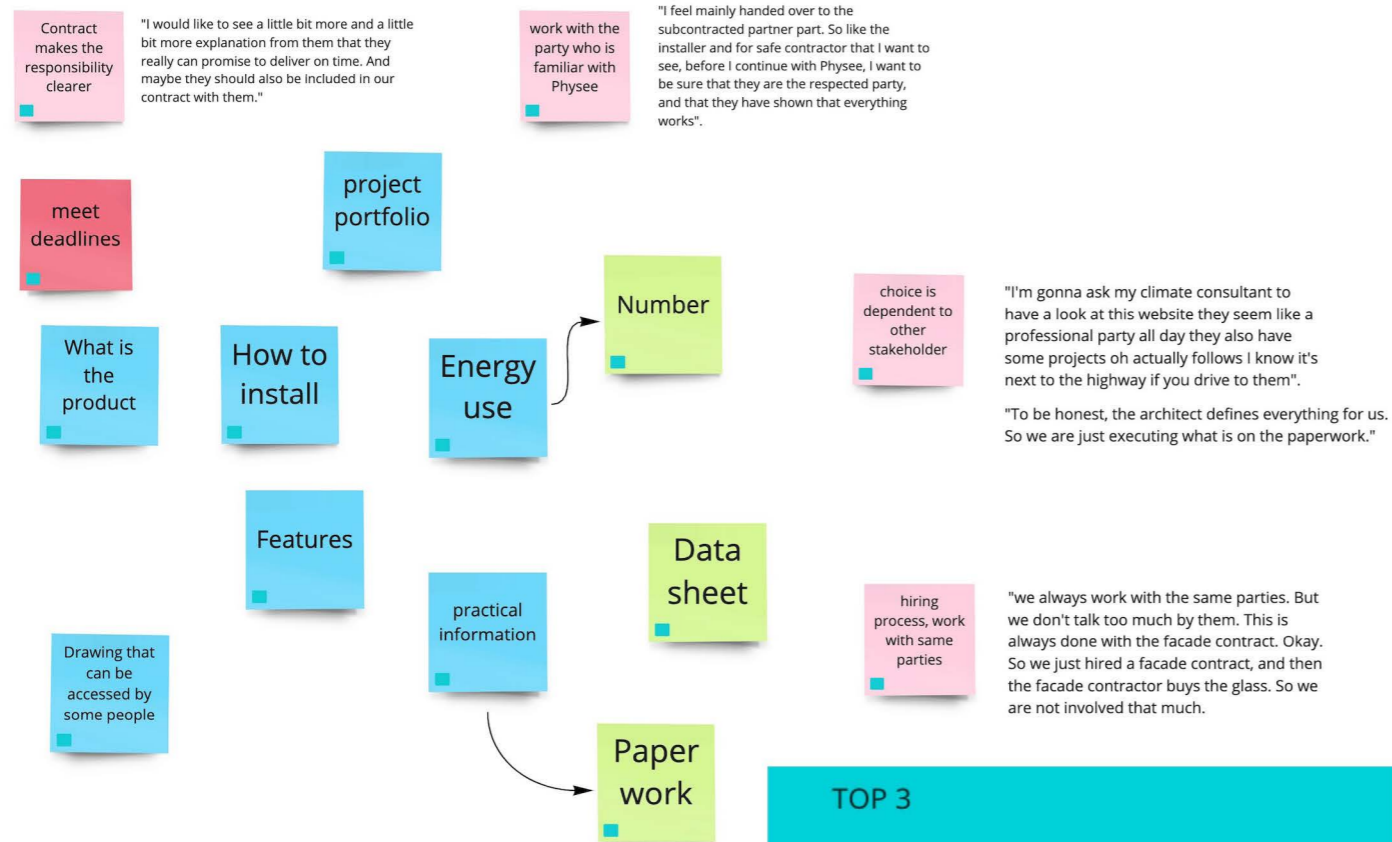 Contract
makes the
responsibility
clearer
"I would like to see a little bit more and a little
bit more explanation from them that they
really can promise to deliver on time. And
maybe they should also be included in our
contract with them."
work with the
party who is
familiar with
Physee
"I feel mainly handed over to the
subcontracted partner part. So like the
installer and for safe contractor that I want to
see, before I continue with Physee, I want to
be sure that they are the respected party,
and that they have shown that everything
works".
meet
deadlines
project
portfolio
Number
What is
the
product
How to
install
Energy
use
choice is
dependent to
other
stakeholder
"I'm gonna ask my climate consultant to
have a look at this website they seem like a
professional party all day they also have
some projects oh actually follows I know it's
next to the highway if you drive to them".
"To be honest, the architect defines everything for us.
So we are just executing what is on the paperwork."
Features
Data
sheet
practical
information
hiring
process, work
with same
parties
"we always work with the same parties. But
we don't talk too much by them. This is
always done with the facade contract. Okay.
So we just hired a facade contract, and then
the facade contractor buys the glass. So we
are not involved that much.
Drawing that
can be
accessed by
some people
Paper
work
TOP 3